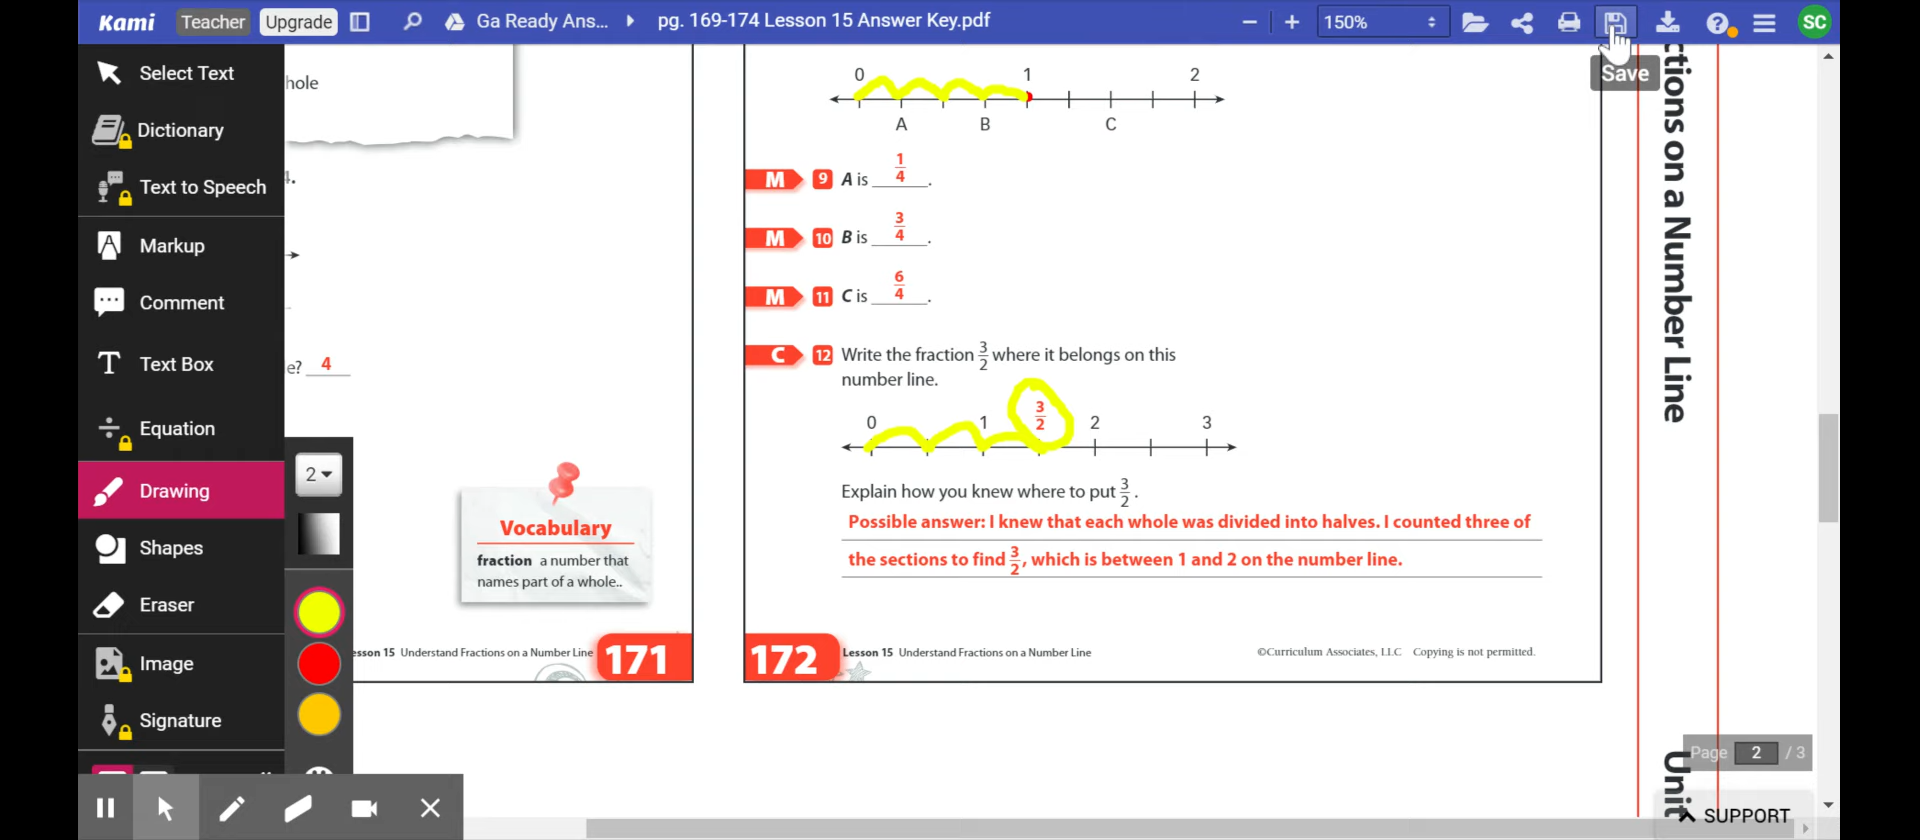 Kami Teacher Upgrade Ga Ready Ans... pg. 169-174 Lesson 15 Answer Key.pdf 150% SC
Save
Select Text
Dictionary
Text to Speech
Markup
Comment
Text Box
Equation
Drawing
Shapes
Eraser
Image
Signature
2
hole
4.
e? 4
Vocabulary
fraction a number that
names part of a whole..
esson 15 Understand Fractions on a Number Line 171
0 1 2
A B C
M 9 A is 1/4.
M 10 B is 3/4.
M 11 C is 6/4.
C 12 Write the fraction 3/2 where it belongs on this
number line.
0 1 3/2 2 3
Explain how you knew where to put 3/2.
Possible answer: I knew that each whole was divided into halves. I counted three of
the sections to find 3/2, which is between 1 and 2 on the number line.
172 Lesson 15 Understand Fractions on a Number Line ©Curriculum Associates, LLC Copying is not permitted.
ctions on a Number Line
Unit
Page 2 / 3
SUPPORT